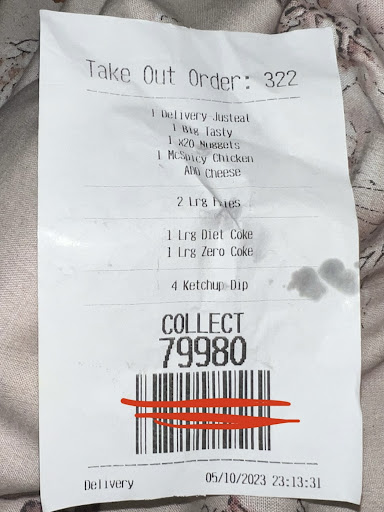 Take Out Order: 322
1 Delivery Justeat
1 Big Tasty
1 x20 Nuggets
1 McSpicy Chicken
ADD Cheese
2 Lrg Fries
1 Lrg Diet Coke
1 Lrg Zero Coke
4 Ketchup Dip
COLLECT
79980
Delivery 05/10/2023 23:13:31